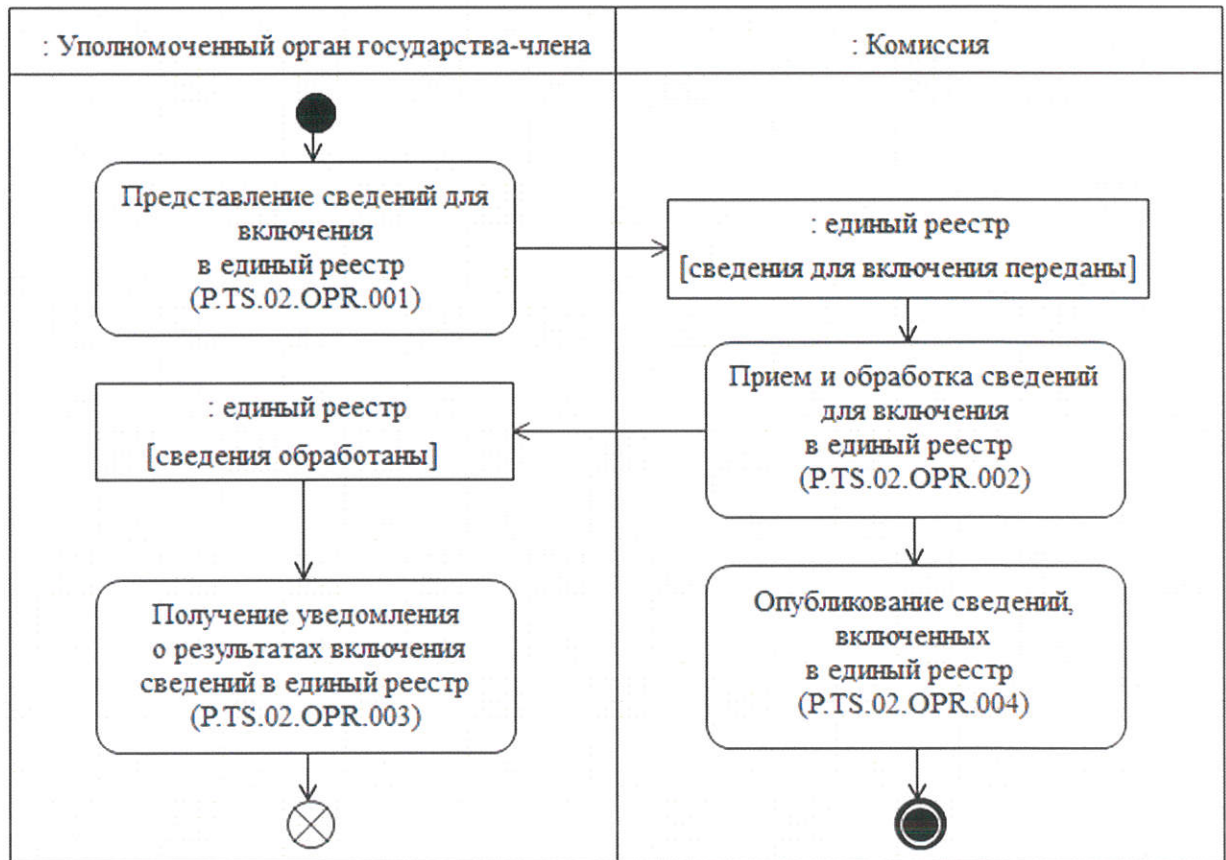 : Уполномоченный орган государства-члена
: Комиссия
Представление сведений для
включения
в единый реестр
(P.TS.02.OPR.001)
: единый реестр
[сведения для включения переданы]
Прием и обработка сведений
для включения
в единый реестр
(P.TS.02.OPR.002)
: единый реестр
[сведения обработаны]
Получение уведомления
о результатах включения
сведений в единый реестр
(P.TS.02.OPR.003)
Опубликование сведений,
включенных
в единый реестр
(P.TS.02.OPR.004)